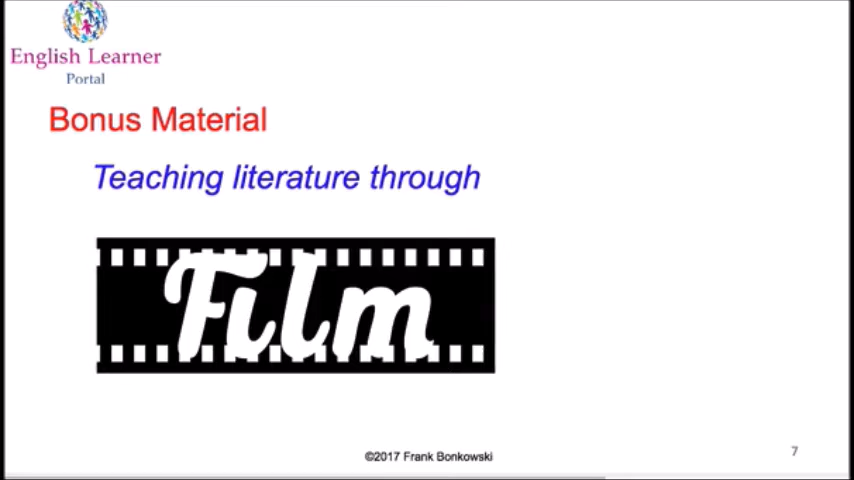 English Learner
Portal
Bonus Material
Teaching literature through
Film
©2017 Frank Bonkowski
7